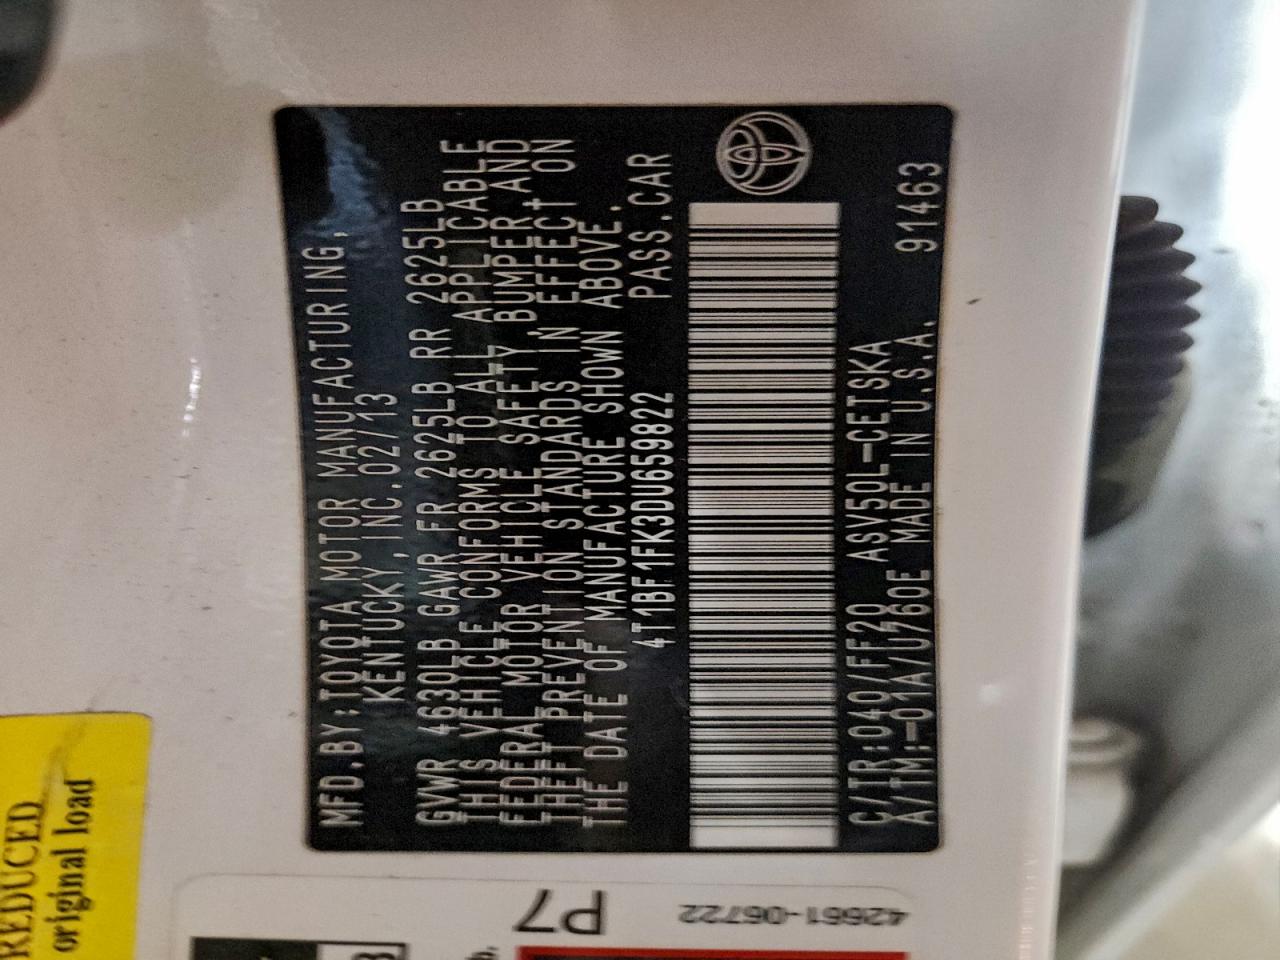 MFD.BY:TOYOTA MOTOR MANUFACTURING,
KENTUCKY,INC.02/13
GVWR 4630LB GAWR FR 2625LB RR 2625LB
THIS VEHICLE CONFORMS TO ALL APPLICABLE
FEDERAL MOTOR VEHICLE SAFETY,BUMPER,AND
THEFT PREVENTION STANDARDS IN EFFECT ON
THE DATE OF MANUFACTURE SHOWN ABOVE.
4T1BF1FK3DU659822 PASS.CAR
C/TR:040/FF20 ASV50L-CETSKA
A/TM:-01A/U760E MADE IN U.S.A. 91463
REDUCED
original load
P7
42661-06722